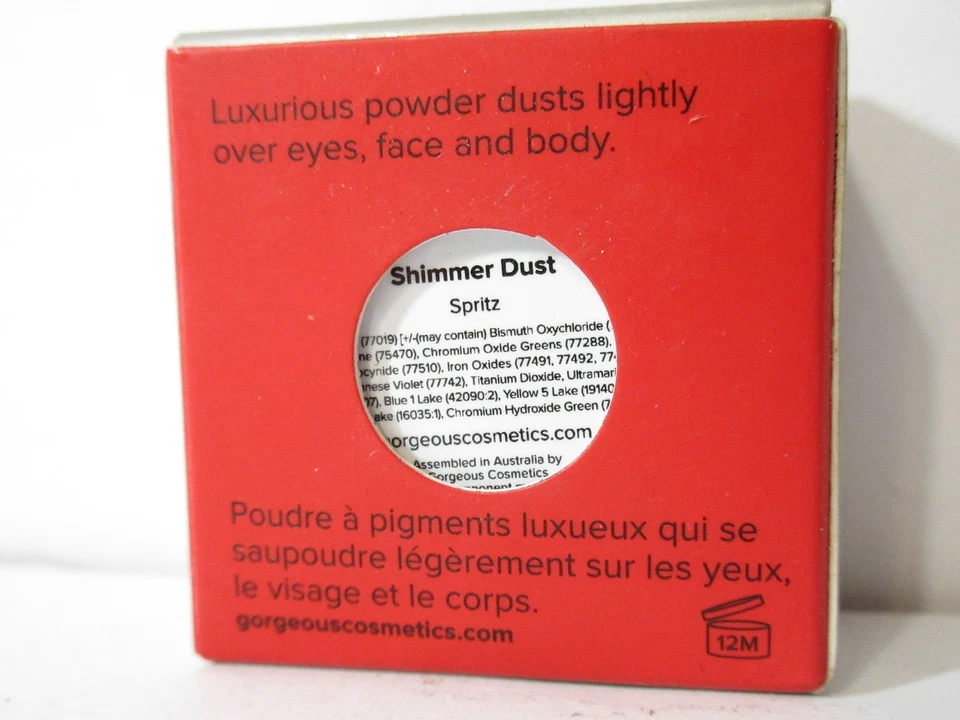 Luxurious powder dusts lightly
over eyes, face and body.
Shimmer Dust
Spritz
(77019) [+/-(may contain) Bismuth Oxychloride (
(75470), Chromium Oxide Greens (77288),
(77510), Iron Oxides (77491, 77492, 77
Violet (77742), Titanium Dioxide,
Blue 1 Lake (42090:2), Yellow 5 Lake (19140
(16035:1), Chromium Hydroxide Green (7
gorgeouscosmetics.com
Assembled in Australia by
Gorgeous Cosmetics
Poudre à pigments luxueux qui se
saupoudre légèrement sur les yeux,
le visage et le corps.
gorgeouscosmetics.com
12M